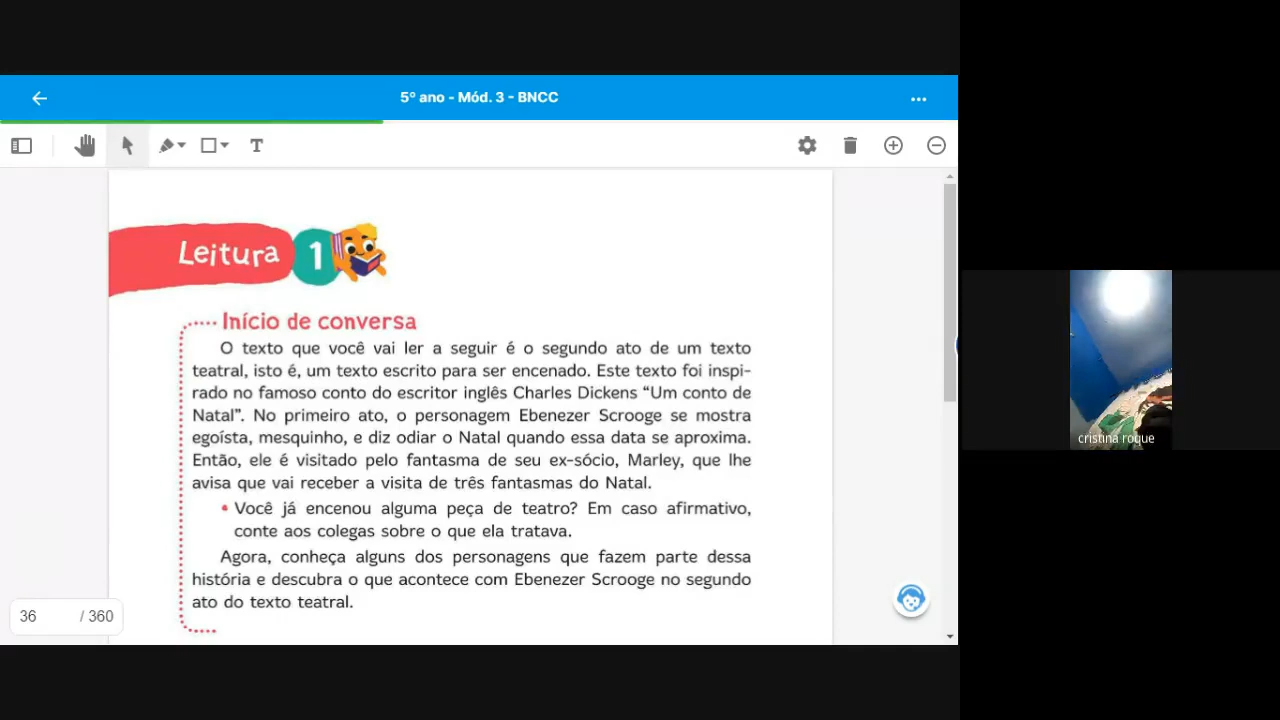 5º ano - Mód. 3 - BNCC
T
Leitura 1
Início de conversa
O texto que você vai ler a seguir é o segundo ato de um texto
teatral, isto é, um texto escrito para ser encenado. Este texto foi inspi-
rado no famoso conto do escritor inglês Charles Dickens “Um conto de
Natal”. No primeiro ato, o personagem Ebenezer Scrooge se mostra
egoísta, mesquinho, e diz odiar o Natal quando essa data se aproxima.
Então, ele é visitado pelo fantasma de seu ex-sócio, Marley, que lhe
avisa que vai receber a visita de três fantasmas do Natal.
• Você já encenou alguma peça de teatro? Em caso afirmativo,
conte aos colegas sobre o que ela tratava.
Agora, conheça alguns dos personagens que fazem parte dessa
história e descubra o que acontece com Ebenezer Scrooge no segundo
ato do texto teatral.
36 / 360
cristina roque